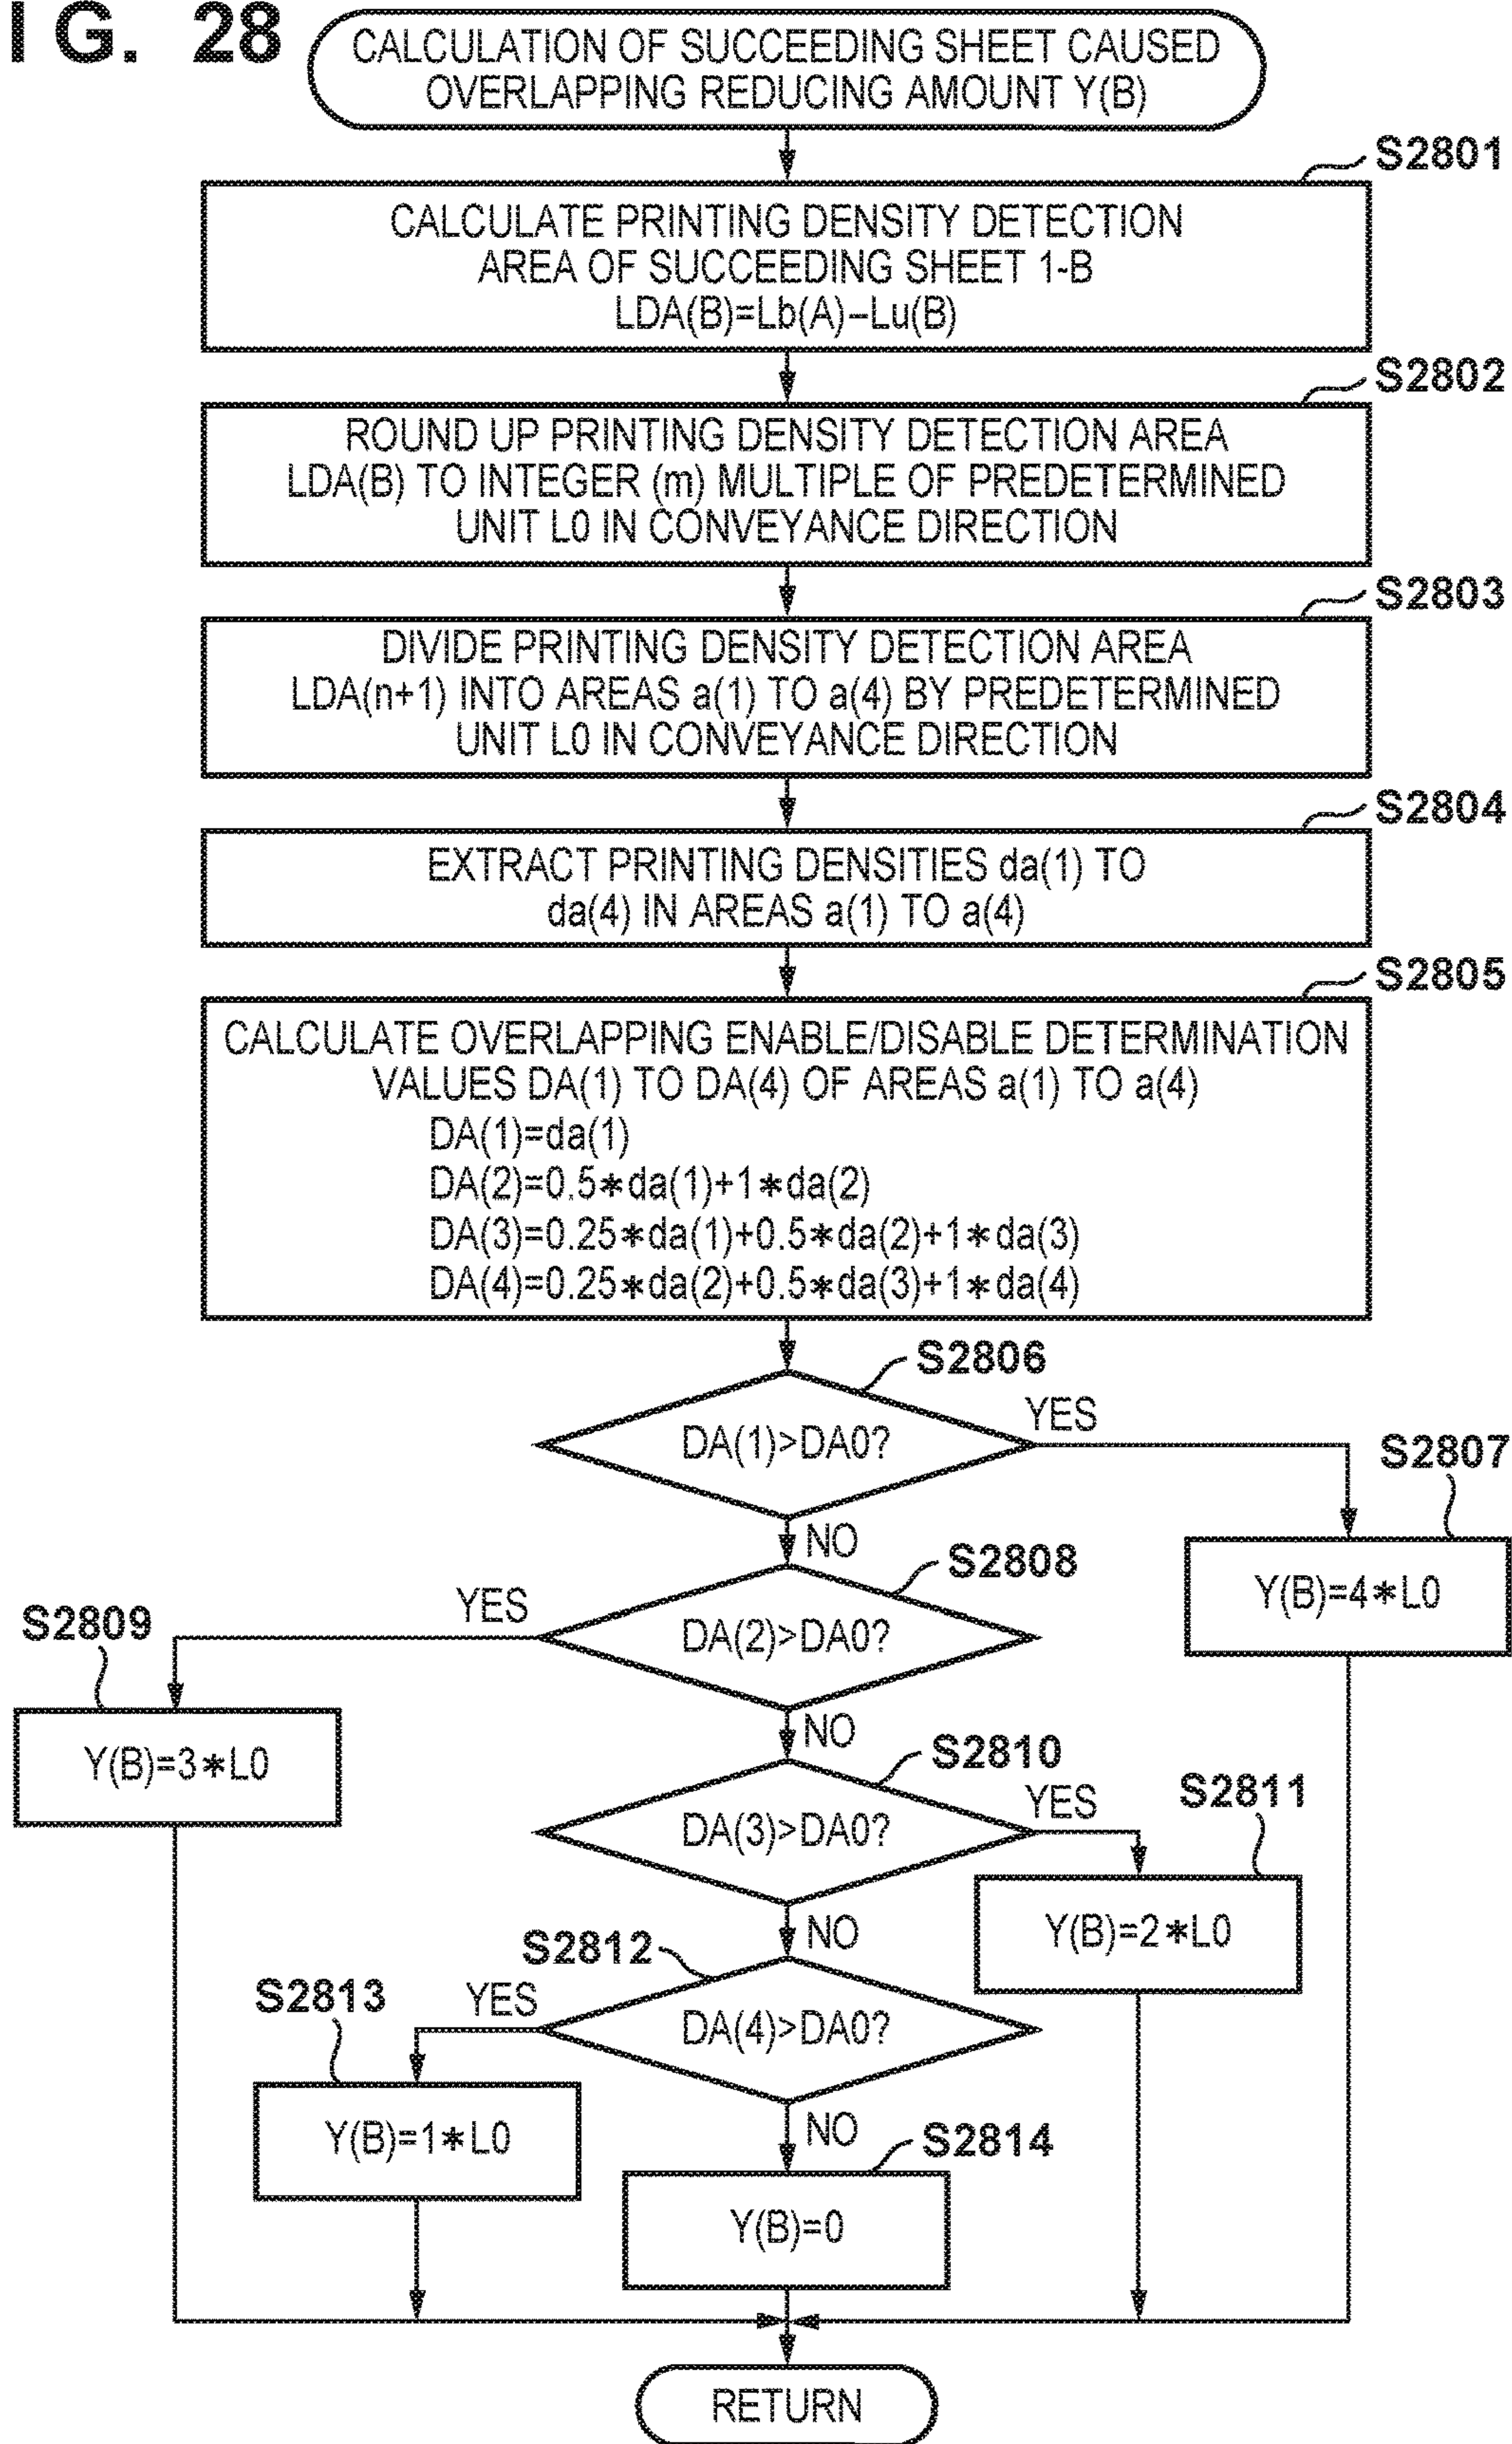 I G. 28
CALCULATION OF SUCCEEDING SHEET CAUSED
OVERLAPPING REDUCING AMOUNT Y(B)
S2801
CALCULATE PRINTING DENSITY DETECTION
AREA OF SUCCEEDING SHEET 1-B
LDA(B)=Lb(A)–Lu(B)
S2802
ROUND UP PRINTING DENSITY DETECTION AREA
LDA(B) TO INTEGER (m) MULTIPLE OF PREDETERMINED
UNIT L0 IN CONVEYANCE DIRECTION
S2803
DIVIDE PRINTING DENSITY DETECTION AREA
LDA(n+1) INTO AREAS a(1) TO a(4) BY PREDETERMINED
UNIT L0 IN CONVEYANCE DIRECTION
S2804
EXTRACT PRINTING DENSITIES da(1) TO
da(4) IN AREAS a(1) TO a(4)
S2805
CALCULATE OVERLAPPING ENABLE/DISABLE DETERMINATION
VALUES DA(1) TO DA(4) OF AREAS a(1) TO a(4)
DA(1)=da(1)
DA(2)=0.5*da(1)+1*da(2)
DA(3)=0.25*da(1)+0.5*da(2)+1*da(3)
DA(4)=0.25*da(2)+0.5*da(3)+1*da(4)
S2806
DA(1)>DA0?
YES
NO
S2807
Y(B)=4*L0
S2808
DA(2)>DA0?
YES
NO
S2809
Y(B)=3*L0
S2810
DA(3)>DA0?
YES
NO
S2811
Y(B)=2*L0
S2812
DA(4)>DA0?
YES
NO
S2813
Y(B)=1*L0
S2814
Y(B)=0
RETURN